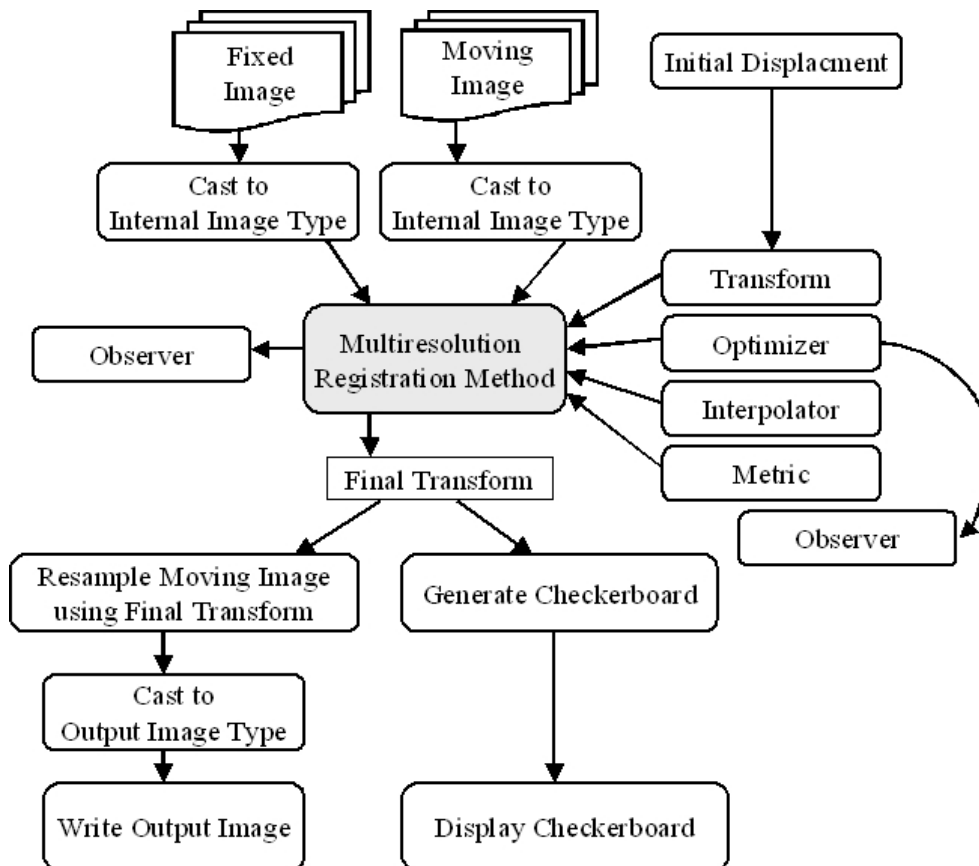 Fixed
Image
Moving
Image
Initial Displacment
Cast to
Internal Image Type
Cast to
Internal Image Type
Transform
Observer
Multiresolution
Registration Method
Optimizer
Interpolator
Metric
Final Transform
Observer
Resample Moving Image
using Final Transform
Generate Checkerboard
Cast to
Output Image Type
Write Output Image
Display Checkerboard